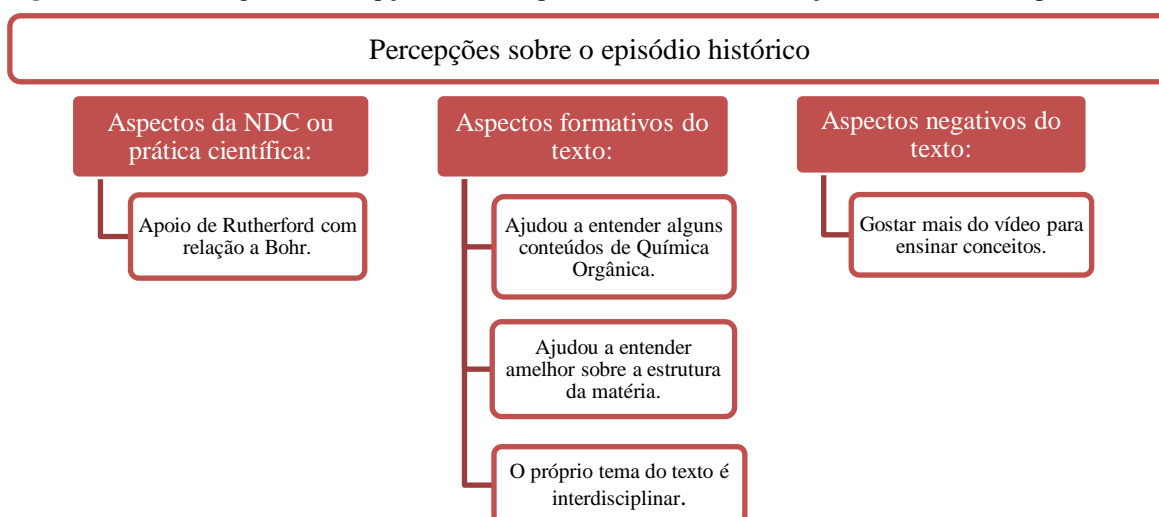 Percepções sobre o episódio histórico
Aspectos da NDC ou
prática científica:
Apoio de Rutherford com
relação a Bohr.
Aspectos formativos do
texto:
Ajudou a entender alguns
conteúdos de Química
Orgânica.
Ajudou a entender
amelhor sobre a estrutura
da matéria.
O próprio tema do texto é
interdisciplinar.
Aspectos negativos do
texto:
Gostar mais do vídeo para
ensinar conceitos.